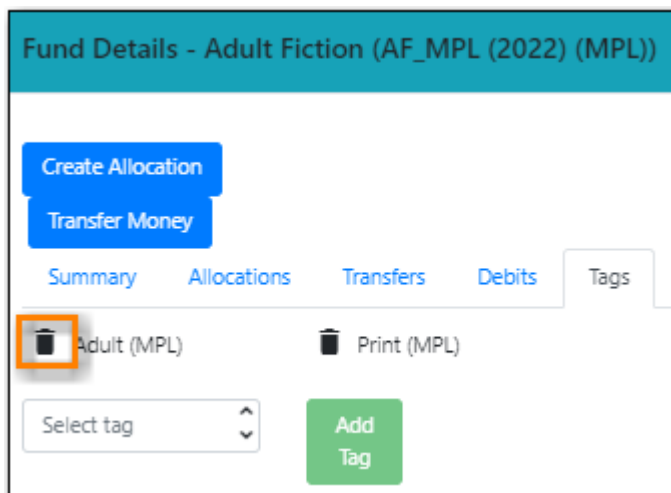 Fund Details - Adult Fiction (AF_MPL (2022) (MPL))
Create Allocation
Transfer Money
Summary Allocations Transfers Debits Tags
Adult (MPL) Print (MPL)
Select tag
Add
Tag